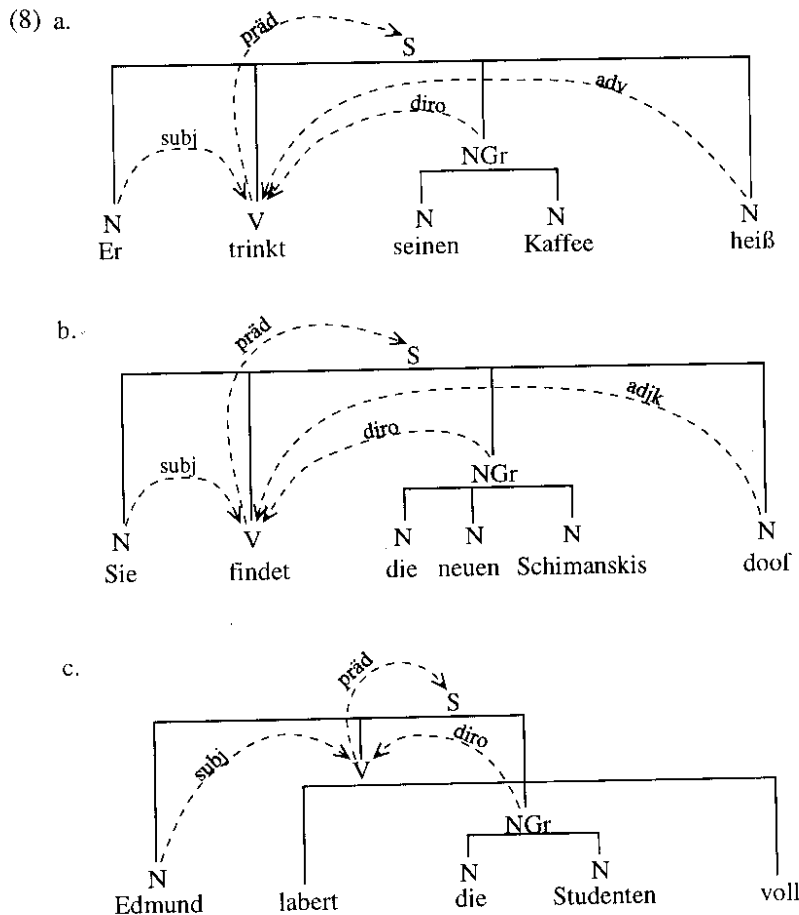 (8) a.
präd
S
adv
diro
subj
NGr
N V N N N
Er trinkt seinen Kaffee heiß
b.
präd
S
adjk
diro
subj
NGr
N V N N N N
Sie findet die neuen Schimanskis doof
c.
präd
S
subj diro
V
NGr
N N N
Edmund labert die Studenten voll